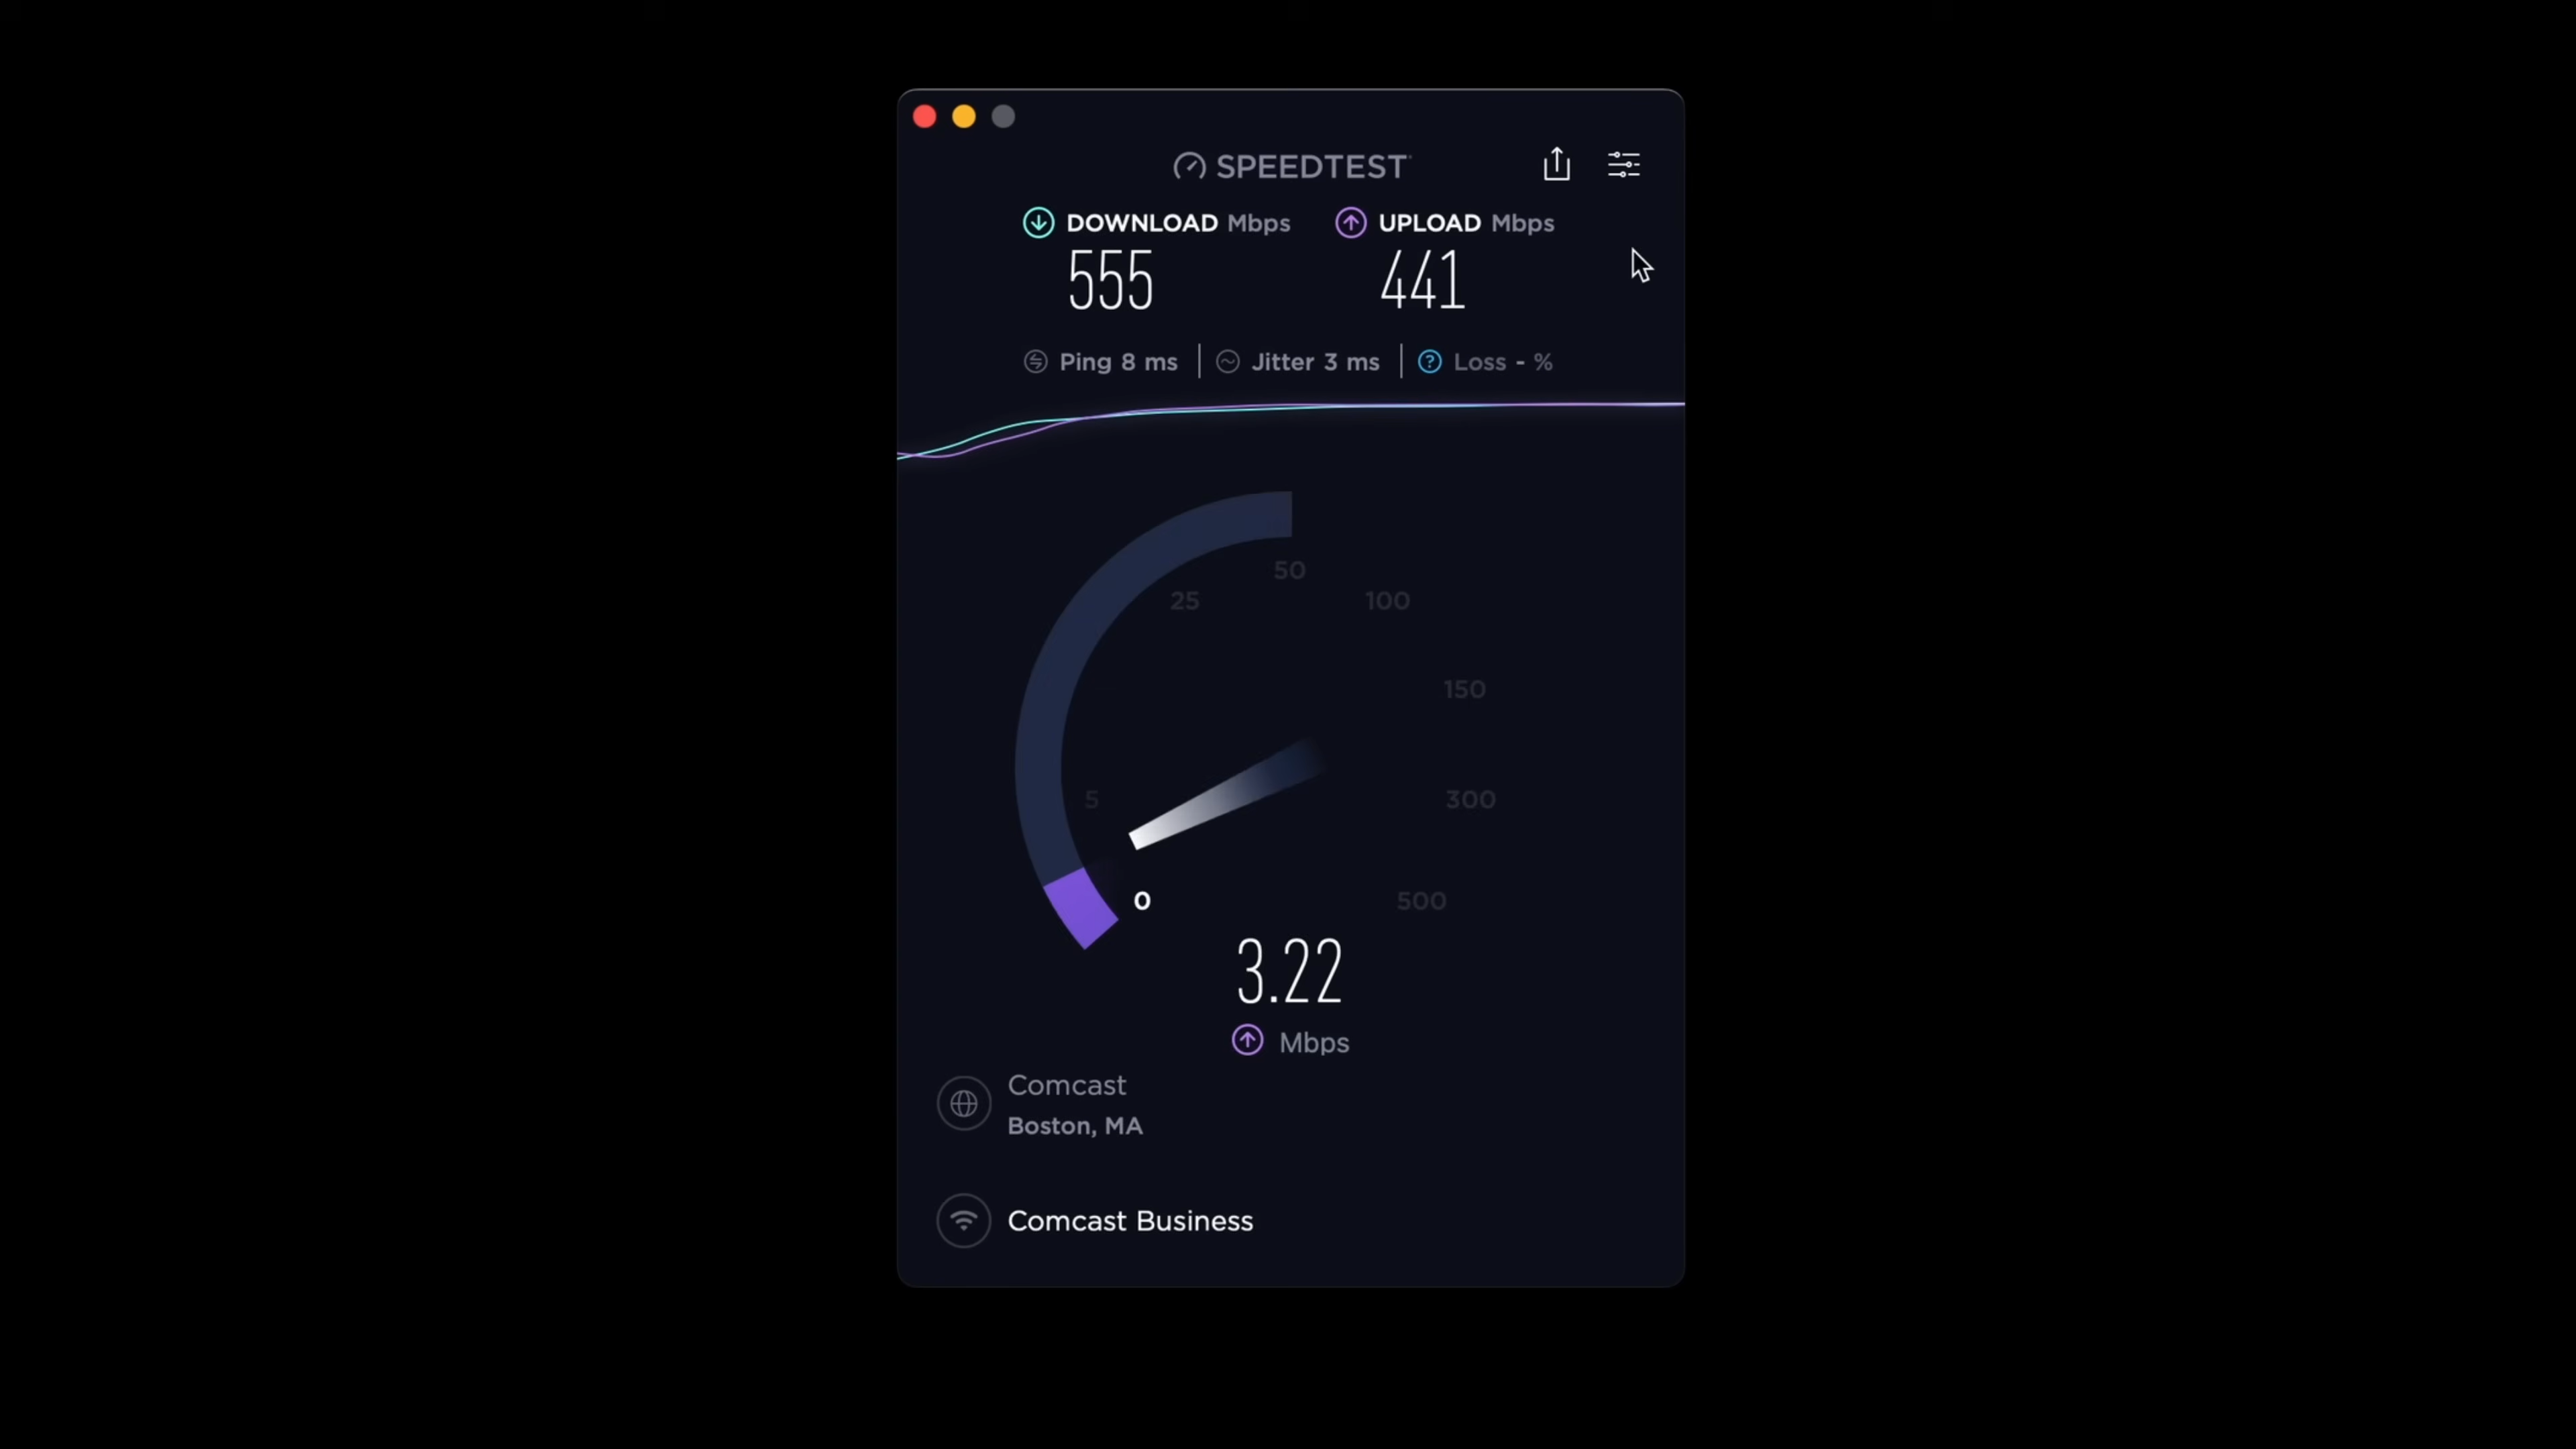 SPEEDTEST
DOWNLOAD Mbps UPLOAD Mbps
555 441
Ping 8 ms Jitter 3 ms ? Loss - %
50
25 100
150
5 300
0 500
3.22
Mbps
Comcast
Boston, MA
Comcast Business